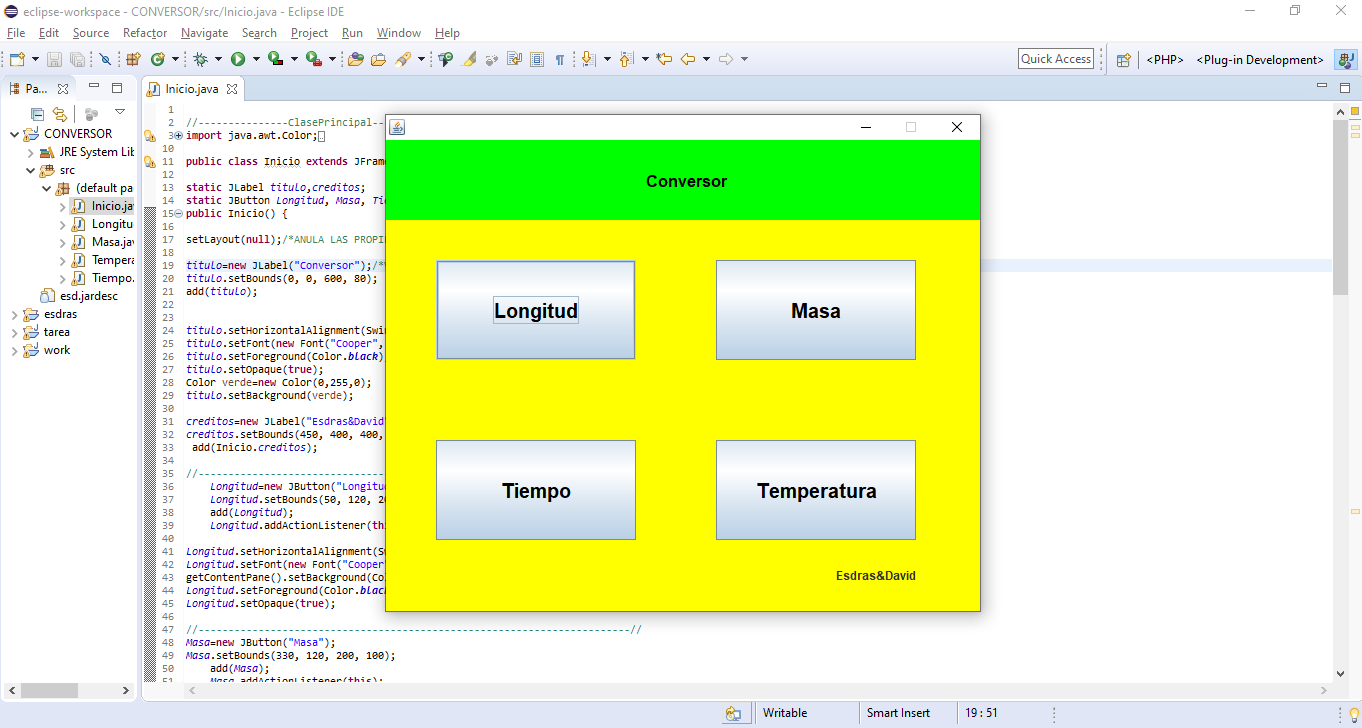 eclipse-workspace - CONVERSOR/src/Inicio.java - Eclipse IDE
File Edit Source Refactor Navigate Search Project Run Window Help
Quick Access
<PHP> <Plug-in Development>
Pa...
CONVERSOR
JRE System Lib
src
(default pa
Inicio.ja
Longitu
Masa.jav
Tempera
Tiempo.
esd.jardesc
esdras
tarea
work
Inicio.java
1
2 //---------------ClasePrincipal--
3 import java.awt.Color;
10
11 public class Inicio extends JFram
12
13 static JLabel titulo,creditos;
14 static JButton Longitud, Masa, Tie
15 public Inicio() {
16
17 setLayout(null);/*ANULA LAS PROPI
18
19 titulo=new JLabel("Conversor");/*
20 titulo.setBounds(0, 0, 600, 80);
21 add(titulo);
22
23
24 titulo.setHorizontalAlignment(Swin
25 titulo.setFont(new Font("Cooper",
26 titulo.setForeground(Color.black)
27 titulo.setOpaque(true);
28 Color verde=new Color(0,255,0);
29 titulo.setBackground(verde);
30
31 creditos=new JLabel("Esdras&David"
32 creditos.setBounds(450, 400, 400,
33 add(Inicio.creditos);
34
35 //--------------------------------
36 Longitud=new JButton("Longitud
37 Longitud.setBounds(50, 120, 20
38 add(Longitud);
39 Longitud.addActionListener(thi
40
41 Longitud.setHorizontalAlignment(Sw
42 Longitud.setFont(new Font("Cooper"
43 getContentPane().setBackground(Co
44 Longitud.setForeground(Color.black
45 Longitud.setOpaque(true);
46
47 //-------------------------------------------------------------------------//
48 Masa=new JButton("Masa");
49 Masa.setBounds(330, 120, 200, 100);
50 add(Masa);
51 Masa.addActionListener(this);
Conversor
Longitud
Masa
Tiempo
Temperatura
Esdras&David
Writable
Smart Insert
19 : 51